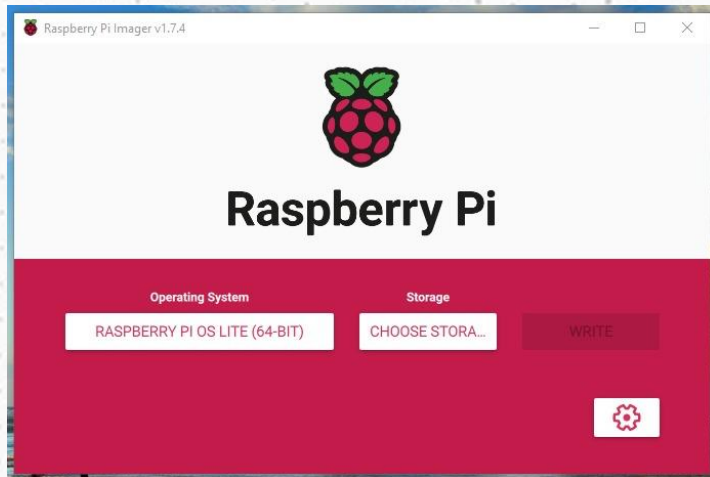 Raspberry Pi Imager v1.7.4
Raspberry Pi
Operating System
Storage
RASPBERRY PI OS LITE (64-BIT)
CHOOSE STORA...
WRITE